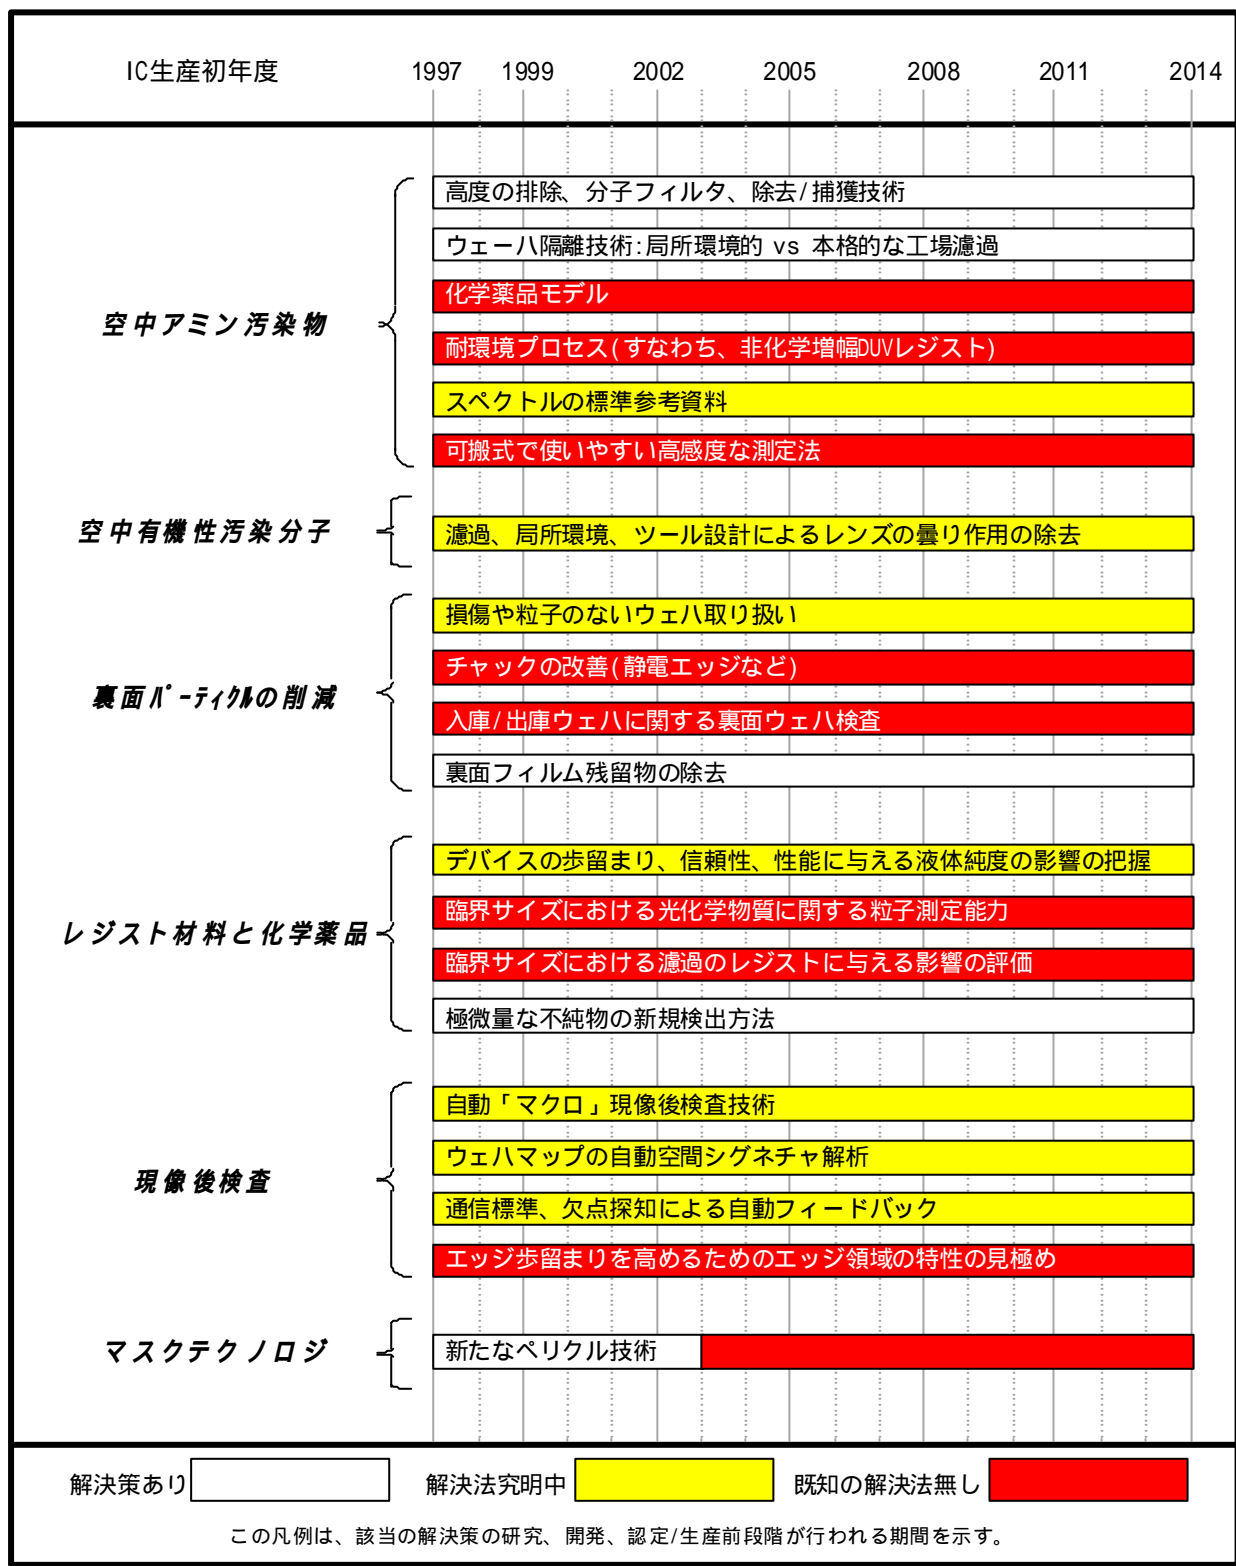 IC生産初年度 1997 1999 2002 2005 2008 2011 2014
空中アミン汚染物
高度の排除、分子フィルタ、除去/捕獲技術
ウェーハ隔離技術:局所環境的 vs 本格的な工場濾過
化学薬品モデル
耐環境プロセス(すなわち、非化学増幅DUVレジスト)
スペクトルの標準参考資料
可搬式で使いやすい高感度な測定法
空中有機性汚染分子
濾過、局所環境、ツール設計によるレンズの曇り作用の除去
裏面パーティクルの削減
損傷や粒子のないウェハ取り扱い
チャックの改善(静電エッジなど)
入庫/出庫ウェハに関する裏面ウェハ検査
裏面フィルム残留物の除去
レジスト材料と化学薬品
デバイスの歩留まり、信頼性、性能に与える液体純度の影響の把握
臨界サイズにおける光化学物質に関する粒子測定能力
臨界サイズにおける濾過のレジストに与える影響の評価
極微量な不純物の新規検出方法
現像後検査
自動「マクロ」現像後検査技術
ウェハマップの自動空間シグネチャ解析
通信標準、欠点探知による自動フィードバック
エッジ歩留まりを高めるためのエッジ領域の特性の見極め
マスクテクノロジ
新たなペリクル技術
解決策あり 解決法究明中 既知の解決法無し
この凡例は、該当の解決策の研究、開発、認定/生産前段階が行われる期間を示す。